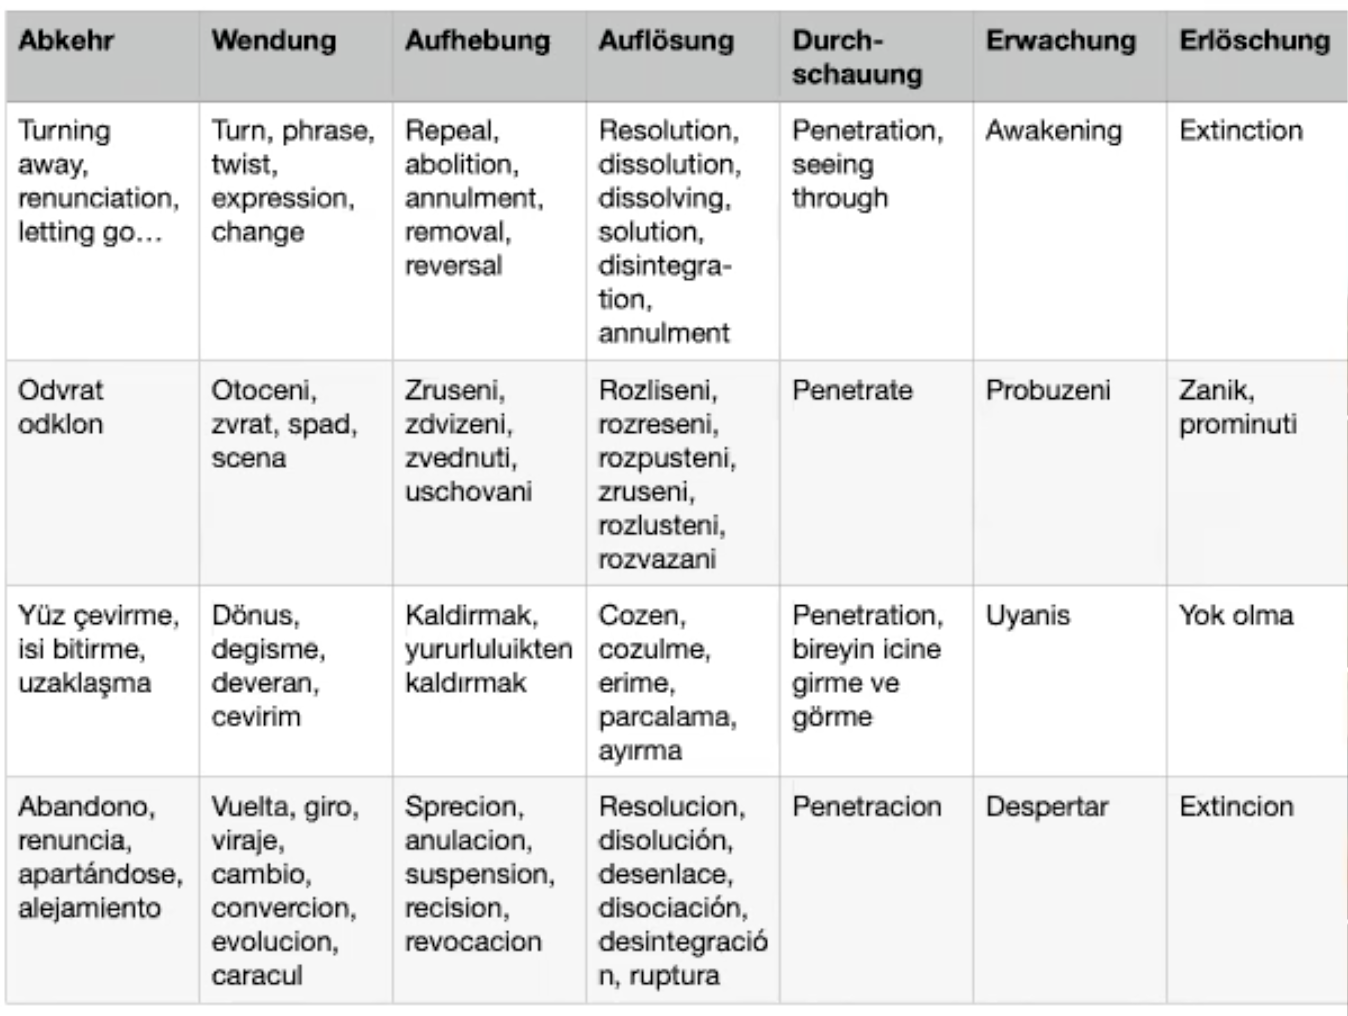 Abkehr
Wendung
Aufhebung
Auflösung
Durch-
schauung
Erwachung
Erlöschung
Turning
away,
renunciation,
letting go...
Turn, phrase,
twist,
expression,
change
Repeal,
abolition,
annulment,
removal,
reversal
Resolution,
dissolution,
dissolving,
solution,
disintegra-
tion,
annulment
Penetration,
seeing
through
Awakening
Extinction
Odvrat
odklon
Otoceni,
zvrat, spad,
scena
Zruseni,
zdvizeni,
zvednuti,
uschovani
Rozliseni,
rozreseni,
rozpusteni,
zruseni,
rozlusteni,
rozvazani
Penetrate
Probuzeni
Zanik,
prominuti
Yüz çevirme,
isi bitirme,
uzaklaşma
Dönus,
degisme,
deveran,
cevirim
Kaldirmak,
yururluluikten
kaldırmak
Cozen,
cozulme,
erime,
parcalama,
ayırma
Penetration,
bireyin icine
girme ve
görme
Uyanis
Yok olma
Abandono,
renuncia,
apartándose,
alejamiento
Vuelta, giro,
viraje,
cambio,
convercion,
evolucion,
caracul
Sprecion,
anulacion,
suspension,
recision,
revocacion
Resolucion,
disolución,
desenlace,
disociación,
desintegració
n, ruptura
Penetracion
Despertar
Extincion